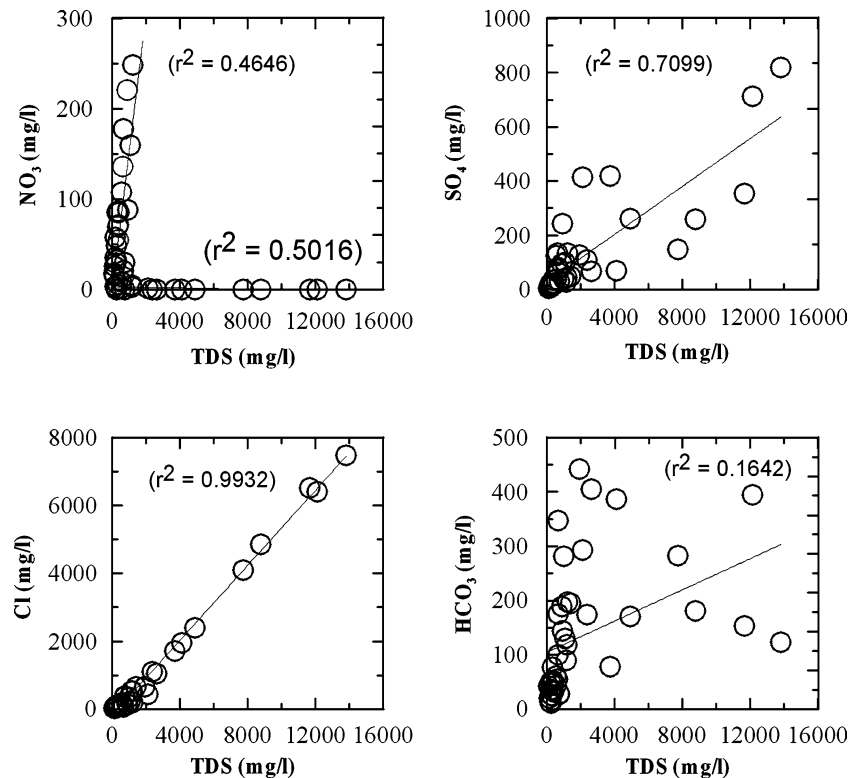 300
(r² = 0.4646)
200
NO₃ (mg/l)
100
(r² = 0.5016)
0
0 4000 8000 12000 16000
TDS (mg/l)
1000
(r² = 0.7099)
800
600
SO₄ (mg/l)
400
200
0
0 4000 8000 12000 16000
TDS (mg/l)
8000
(r² = 0.9932)
6000
Cl (mg/l)
4000
2000
0
0 4000 8000 12000 16000
TDS (mg/l)
500
(r² = 0.1642)
400
300
HCO₃ (mg/l)
200
100
0
0 4000 8000 12000 16000
TDS (mg/l)